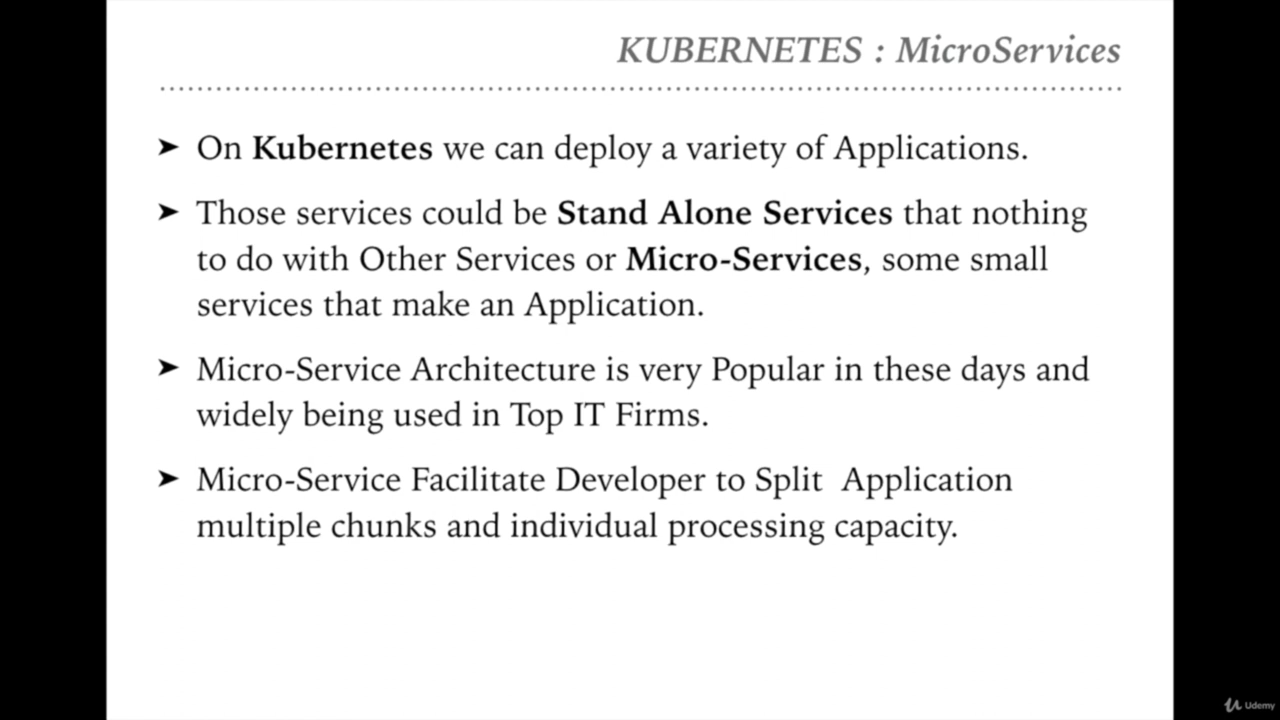 KUBERNETES : MicroServices
➤ On Kubernetes we can deploy a variety of Applications.
➤ Those services could be Stand Alone Services that nothing
to do with Other Services or Micro-Services, some small
services that make an Application.
➤ Micro-Service Architecture is very Popular in these days and
widely being used in Top IT Firms.
➤ Micro-Service Facilitate Developer to Split  Application
multiple chunks and individual processing capacity.
Udemy